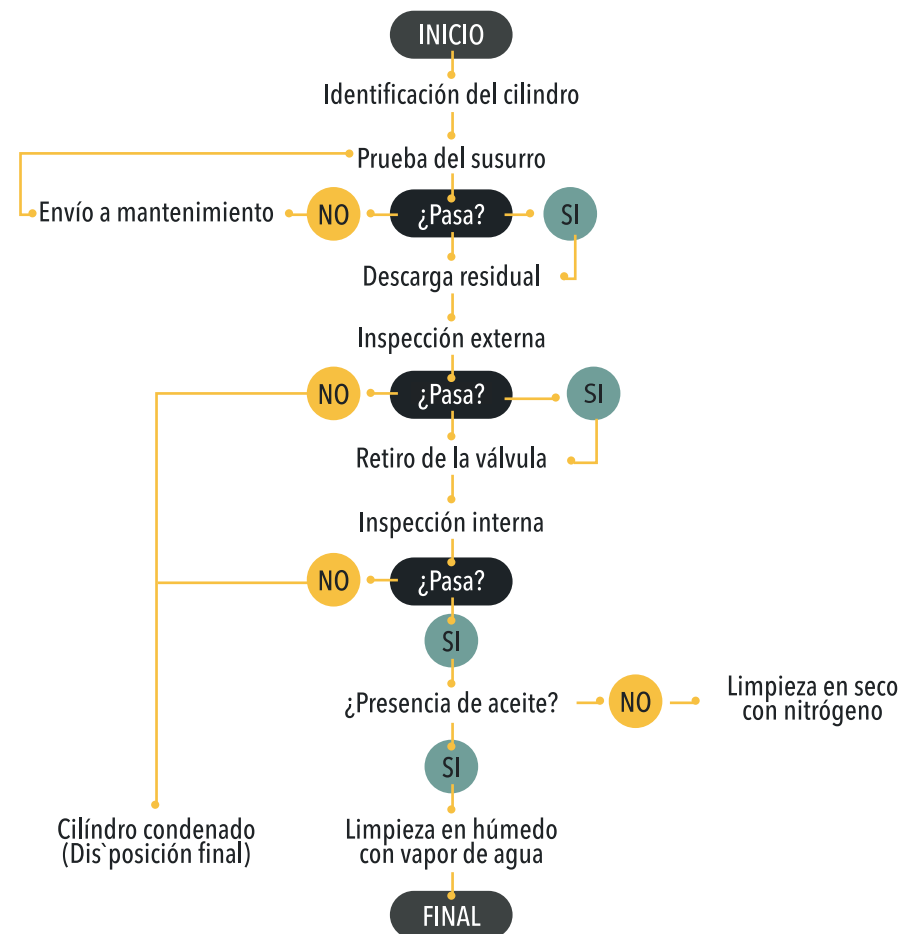 INICIO
Identificación del cilindro
Prueba del susurro
Envío a mantenimiento
NO
¿Pasa?
SI
Descarga residual
Inspección externa
NO
¿Pasa?
SI
Retiro de la válvula
Inspección interna
NO
¿Pasa?
SI
¿Presencia de aceite?
NO
Limpieza en seco
con nitrógeno
SI
Cilíndro condenado
(Dis`posición final)
Limpieza en húmedo
con vapor de agua
FINAL